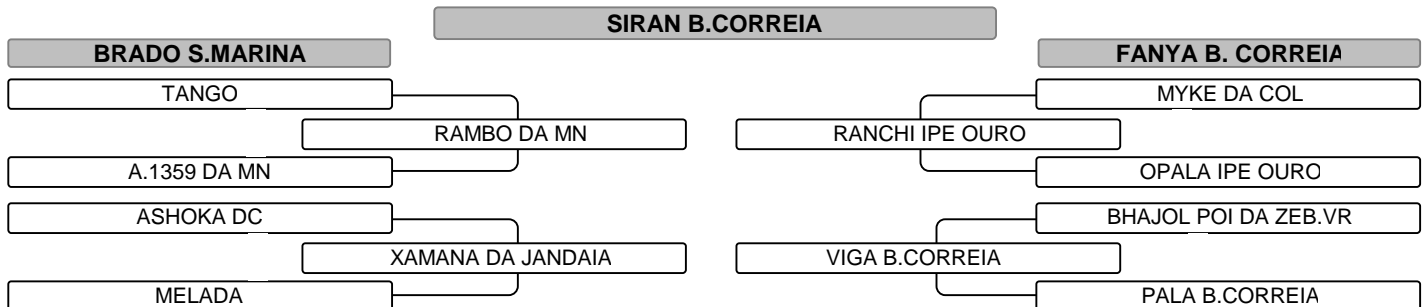 SIRAN B.CORREIA
BRADO S.MARINA FANYA B. CORREIA
TANGO MYKE DA COL
RAMBO DA MN RANCHI IPE OURO
A.1359 DA MN OPALA IPE OURO
ASHOKA DC BHAJOL POI DA ZEB.VR
XAMANA DA JANDAIA VIGA B.CORREIA
MELADA PALA B.CORREIA